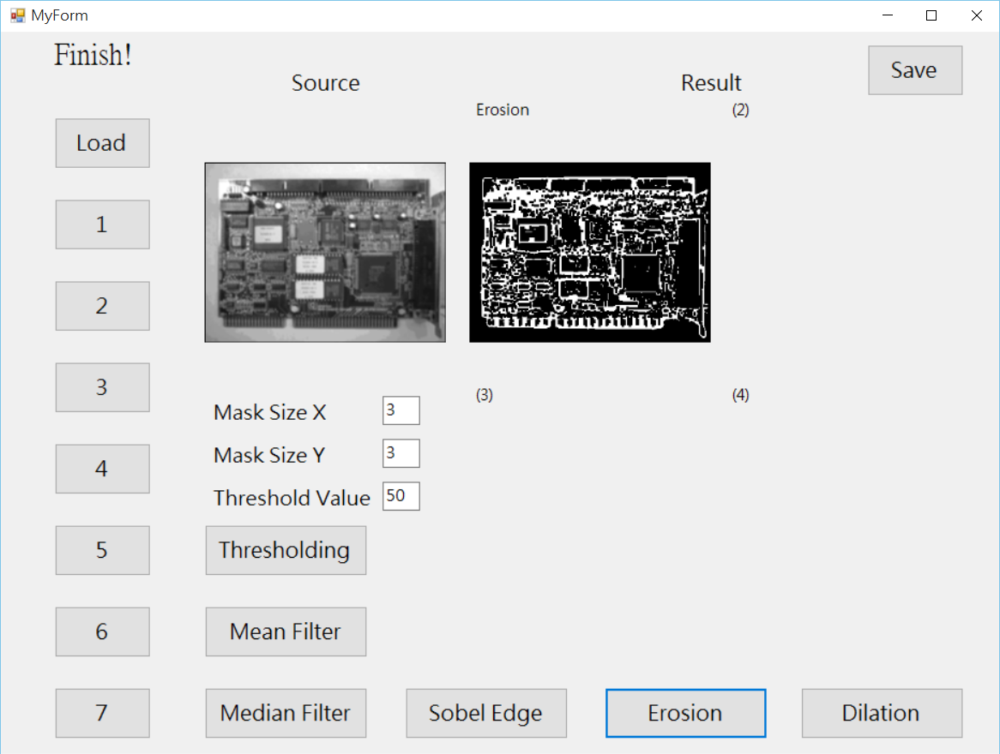 MyForm
Finish!
Save
Source
Result
Erosion
(2)
Load
1
2
3
(3)
(4)
Mask Size X
3
Mask Size Y
3
4
Threshold Value
50
5
Thresholding
6
Mean Filter
7
Median Filter
Sobel Edge
Erosion
Dilation